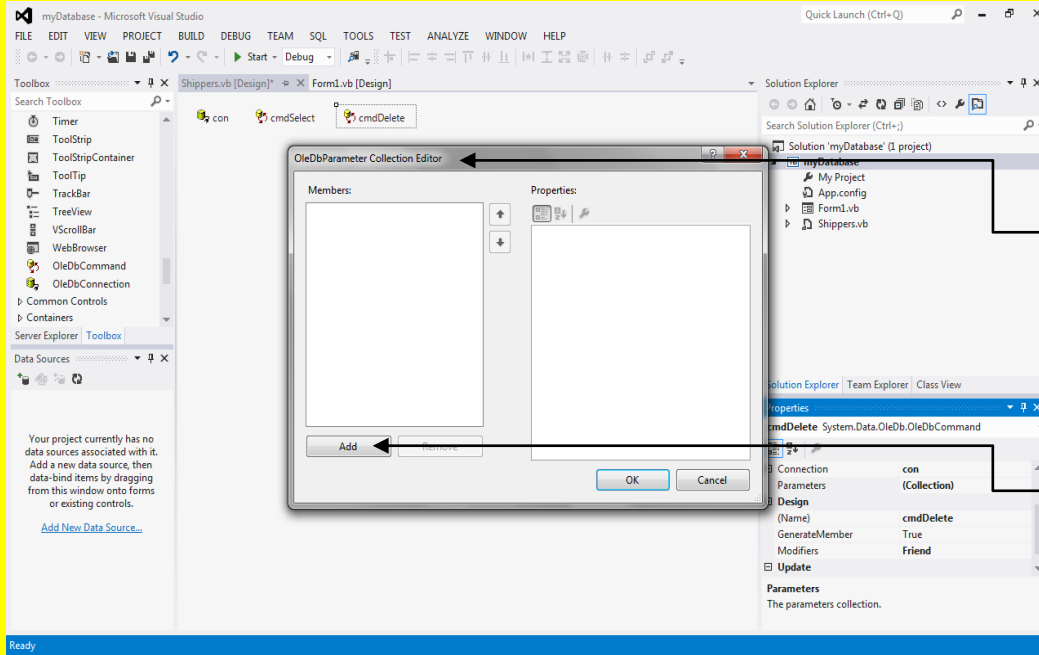 myDatabase - Microsoft Visual Studio
Quick Launch (Ctrl+Q)
FILE EDIT VIEW PROJECT BUILD DEBUG TEAM SQL TOOLS TEST ANALYZE WINDOW HELP
Start Debug
Toolbox
Search Toolbox
Timer
ToolStrip
ToolStripContainer
ToolTip
TrackBar
TreeView
VScrollBar
WebBrowser
OleDbCommand
OleDbConnection
Common Controls
Containers
Server Explorer Toolbox
Data Sources
Your project currently has no
data sources associated with it.
Add a new data source, then
data-bind items by dragging
from this window onto forms
or existing controls.
Add New Data Source...
Shippers.vb [Design]* Form1.vb [Design]
con cmdSelect cmdDelete
OleDbParameter Collection Editor
Members:
Properties:
Add Remove
OK Cancel
Solution Explorer
Search Solution Explorer (Ctrl+;)
Solution 'myDatabase' (1 project)
myDatabase
My Project
App.config
Form1.vb
Shippers.vb
Solution Explorer Team Explorer Class View
Properties
cmdDelete System.Data.OleDb.OleDbCommand
Connection con
Parameters (Collection)
Design
(Name) cmdDelete
GenerateMember True
Modifiers Friend
Update
Parameters
The parameters collection.
Ready